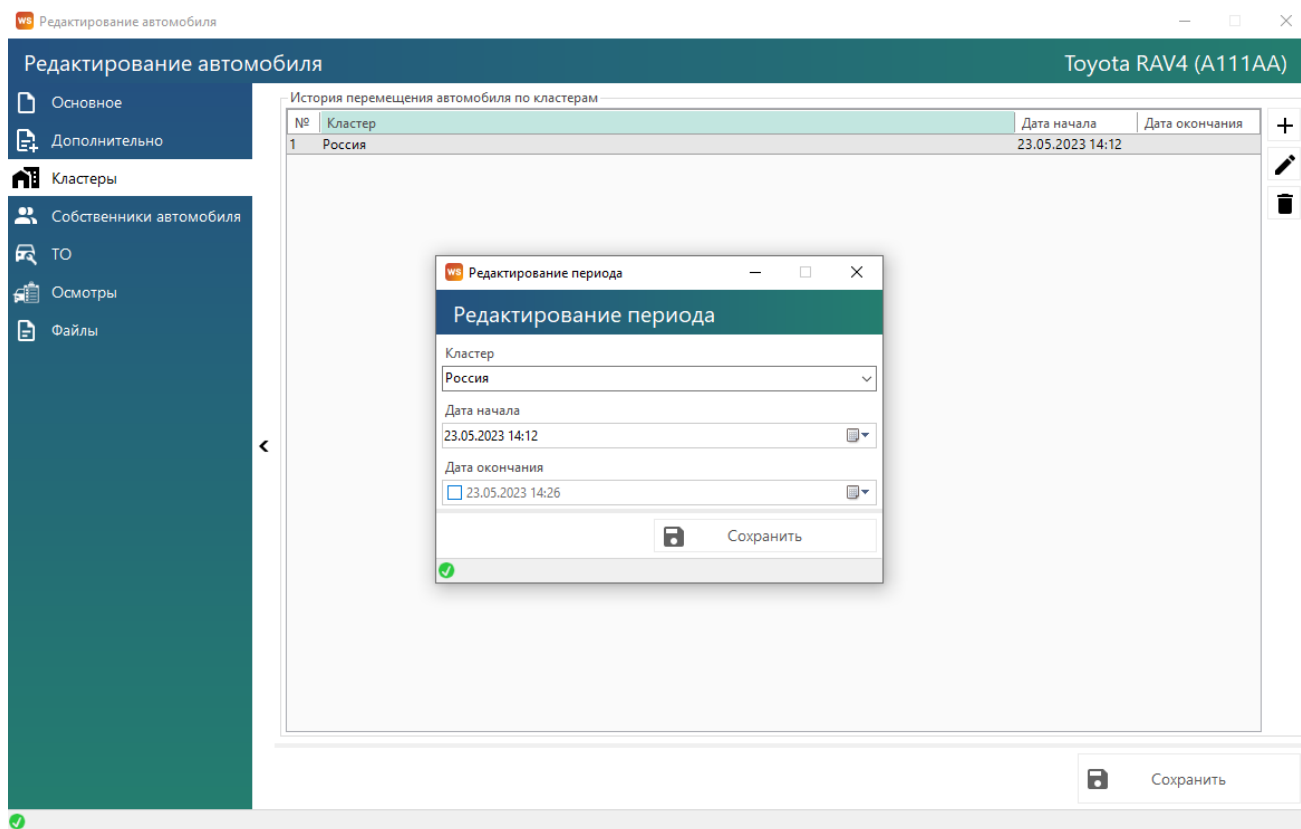 WS Редактирование автомобиля
Редактирование автомобиля Toyota RAV4 (A111AA)
Основное
Дополнительно
Кластеры
Собственники автомобиля
ТО
Осмотры
Файлы
История перемещения автомобиля по кластерам
№ Кластер Дата начала Дата окончания
1 Россия 23.05.2023 14:12
WS Редактирование периода
Редактирование периода
Кластер
Россия
Дата начала
23.05.2023 14:12
Дата окончания
23.05.2023 14:26
Сохранить
Сохранить